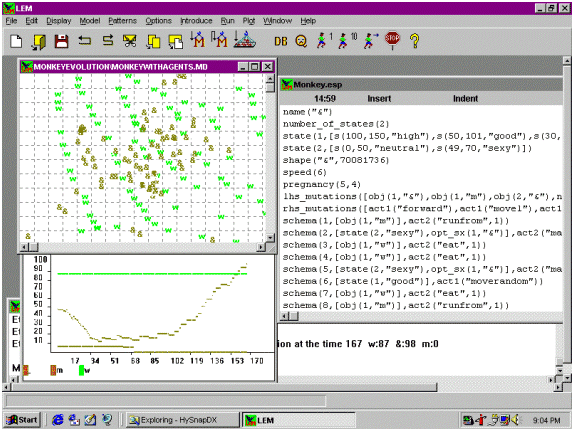 LEM
File Edit Display Model Patterns Options Introduce Run Plot Window Help
DB Q 1 10 STOP ?
MONKEYEVOLUTION\MONKEYWITHAGENTS.MD
Monkey.esp
14:59 Insert Indent
name("&")
number_of_states(2)
state(1,[s(100,150,"high"),s(50,101,"good"),s(30,
state(2,[s(0,50,"neutral"),s(49,70,"sexy")])
shape("&",70081736)
speed(6)
pregnancy(5,4)
lhs_mutations([obj(1,"&"),obj(1,"m"),obj(2,"&"),n
rhs_mutations([act1("forward"),act1("movel"),act1
schema(1,[obj(1,"m")],act2("runfrom",1))
schema(2,[state(2,"sexy"),opt_sx(1,"&")],act2("ma
schema(3,[obj(1,"w")],act2("eat",1))
schema(4,[obj(1,"w")],act2("eat",1))
schema(5,[state(2,"sexy"),opt_sx(1,"&")],act2("ma
schema(6,[state(1,"good")],act1("moverandom"))
schema(7,[obj(1,"w")],act2("eat",1))
schema(8,[obj(1,"m")],act2("runfrom",1))
100
90
80
70
60
50
40
30
20
10
17 34 51 68 85 102 119 136 153 170
m w
ion at the time 167 w:87 &:98 m:0
Start
Exploring - HySnapDX
LEM
9:04 PM